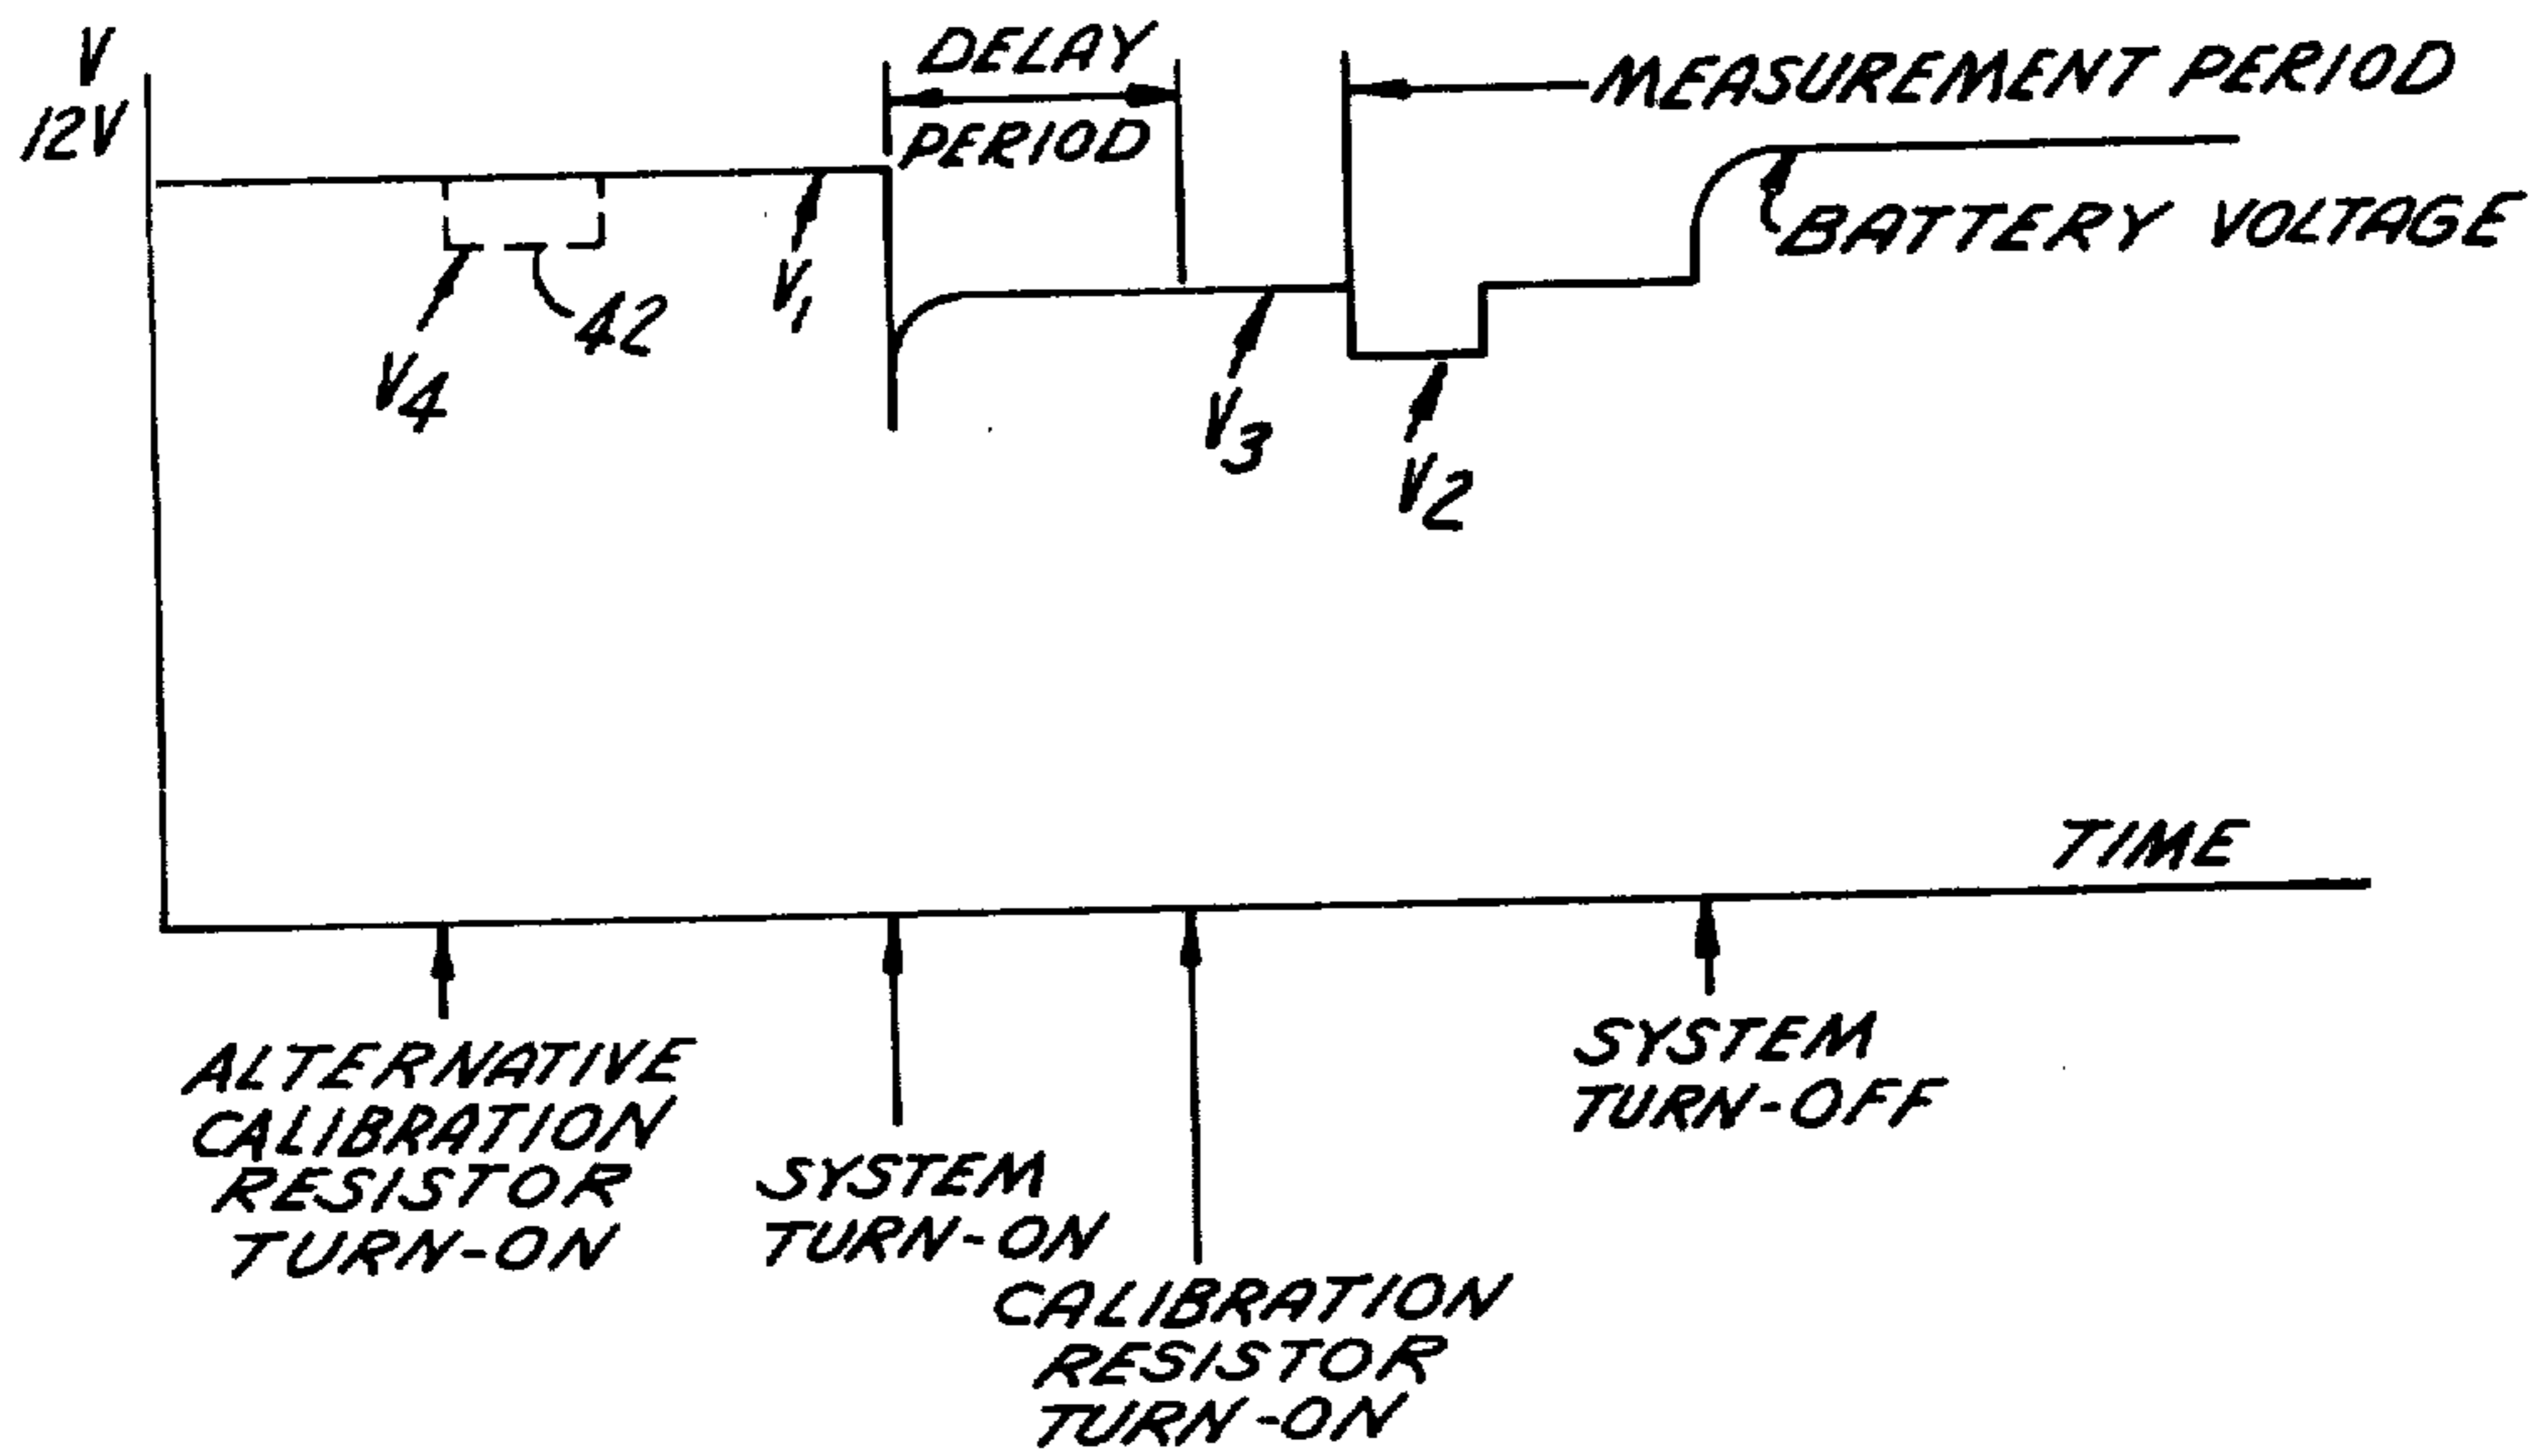 V
12V
DELAY
PERIOD
MEASUREMENT PERIOD
BATTERY VOLTAGE
V4
42
V1
V3
V2
TIME
ALTERNATIVE
CALIBRATION
RESISTOR
TURN-ON
SYSTEM
TURN-ON
CALIBRATION
RESISTOR
TURN-ON
SYSTEM
TURN-OFF